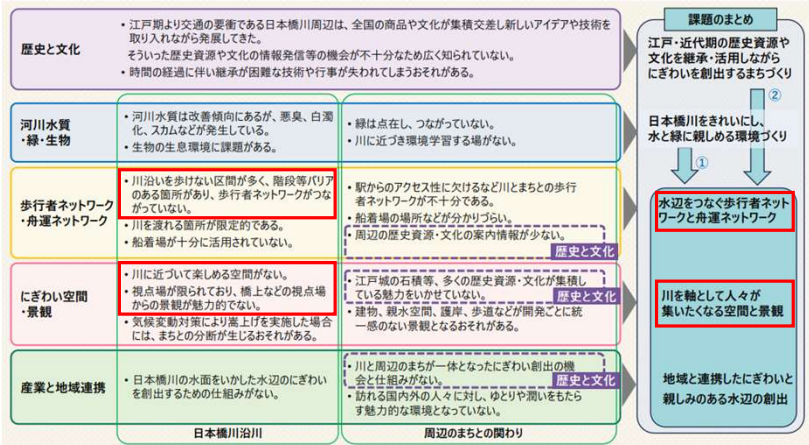 歴史と文化
・江戸期より交通の要衝である日本橋川周辺は、全国の商品や文化が集積交差し新しいアイデアや技術を
取り入れながら発展してきた。
そういった歴史資源や文化の情報発信等の機会が不十分なため広く知られていない。
・時間の経過に伴い継承が困難な技術や行事が失われてしまうおそれがある。
河川水質
・緑・生物
・河川水質は改善傾向にあるが、悪臭、白濁
化、スカムなどが発生している。
・生物の生息環境に課題がある。
・緑は点在し、つながっていない。
・川に近づき環境学習する場がない。
歩行者ネットワーク
・舟運ネットワーク
・川沿いを歩けない区間が多く、階段等バリア
のある箇所があり、歩行者ネットワークがつな
がっていない。
・川を渡れる箇所が限定的である。
・船着場が十分に活用されていない。
・駅からのアクセス性に欠けるなど川とまちとの歩行
者ネットワークが不十分である。
・船着場の場所などが分かりづらい。
・周辺の歴史資源・文化の案内情報が少ない。
歴史と文化
にぎわい空間
・景観
・川に近づいて楽しめる空間がない。
・視点場が限られており、橋上などの視点場
からの景観が魅力的でない。
・気候変動対策により嵩上げを実施した場合
には、まちとの分断が生じるおそれがある。
・江戸城の石積等、多くの歴史資源・文化が集積し
ている魅力をいかせていない。
歴史と文化
・建物、親水空間、護岸、歩道などが開発ごとに統
一感のない景観となるおそれがある。
産業と地域連携
・日本橋川の水面をいかした水辺のにぎわい
を創出するための仕組みがない。
・川と周辺のまちが一体となったにぎわい創出の機
会と仕組みがない。
歴史と文化
・訪れる国内外の人々に対し、ゆとりや潤いをもたら
す魅力的な環境となっていない。
日本橋川沿川
周辺のまちとの関わり
課題のまとめ
江戸・近代期の歴史資源や
文化を継承・活用しながら
にぎわいを創出するまちづくり
②
日本橋川をきれいにし、
水と緑に親しめる環境づくり
①
水辺をつなぐ歩行者ネット
ワークと舟運ネットワーク
川を軸として人々が
集いたくなる空間と景観
地域と連携したにぎわいと
親しみのある水辺の創出